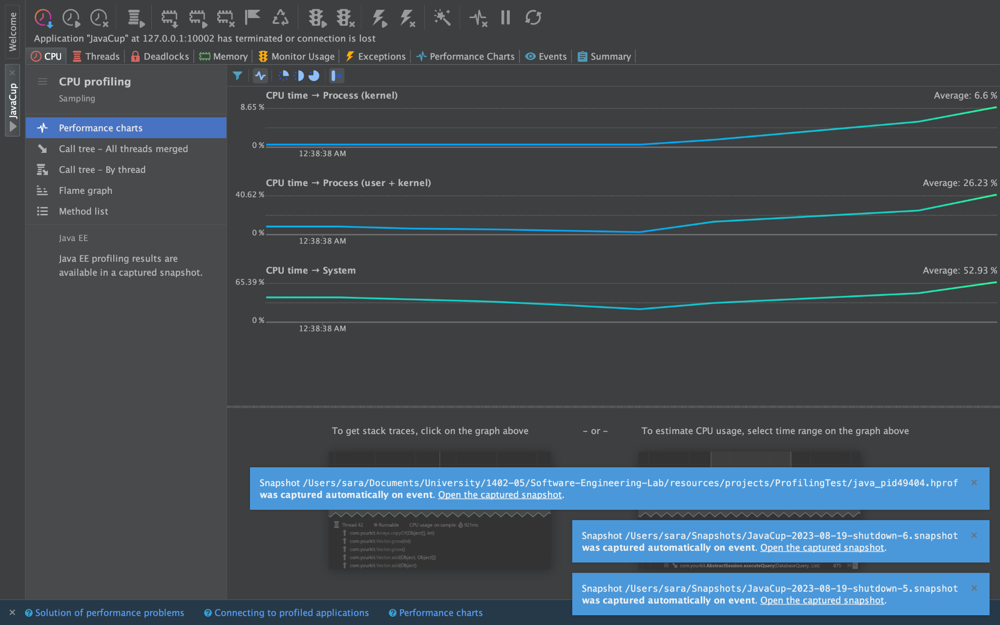 Welcome
JavaCup
Application "JavaCup" at 127.0.0.1:10002 has terminated or connection is lost
CPU
Threads
Deadlocks
Memory
Monitor Usage
Exceptions
Performance Charts
Events
Summary
CPU profiling
Sampling
Performance charts
Call tree – All threads merged
Call tree – By thread
Flame graph
Method list
Java EE
Java EE profiling results are
available in a captured snapshot.
CPU time → Process (kernel)
Average: 6.6 %
8.65 %
0 %
12:38:38 AM
CPU time → Process (user + kernel)
Average: 26.23 %
40.62 %
0 %
12:38:38 AM
CPU time → System
Average: 52.93 %
65.39 %
0 %
12:38:38 AM
To get stack traces, click on the graph above
– or –
To estimate CPU usage, select time range on the graph above
Snapshot /Users/sara/Documents/University/1402-05/Software-Engineering-Lab/resources/projects/ProfilingTest/java_pid49404.hprof
was captured automatically on event. Open the captured snapshot.
Thread 42 Runnable CPU usage on sample: 921ms
com.yourkit.Arrays.copyOf(Object[], int)
com.yourkit.Vector.grow(int)
com.yourkit.Vector.grow()
com.yourkit.Vector.add(Object, Object[])
com.yourkit.Vector.add(Object)
Snapshot /Users/sara/Snapshots/JavaCup-2023-08-19-shutdown-6.snapshot
was captured automatically on event. Open the captured snapshot.
com.yourkit.AbstractSession.executeQuery(DatabaseQuery, List) 875 30
Snapshot /Users/sara/Snapshots/JavaCup-2023-08-19-shutdown-5.snapshot
was captured automatically on event. Open the captured snapshot.
Solution of performance problems
Connecting to profiled applications
Performance charts